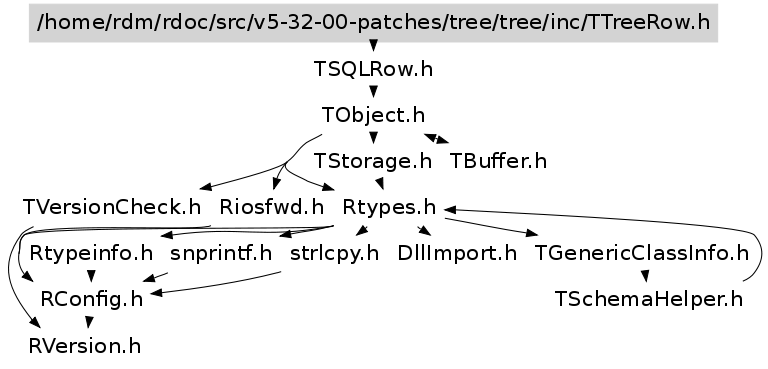 /home/rdm/rdoc/src/v5-32-00-patches/tree/tree/inc/TTreeRow.h
TSQLRow.h
TObject.h
TStorage.h TBuffer.h
TVersionCheck.h Riosfwd.h Rtypes.h
Rtypeinfo.h snprintf.h strlcpy.h DllImport.h TGenericClassInfo.h
RConfig.h TSchemaHelper.h
RVersion.h